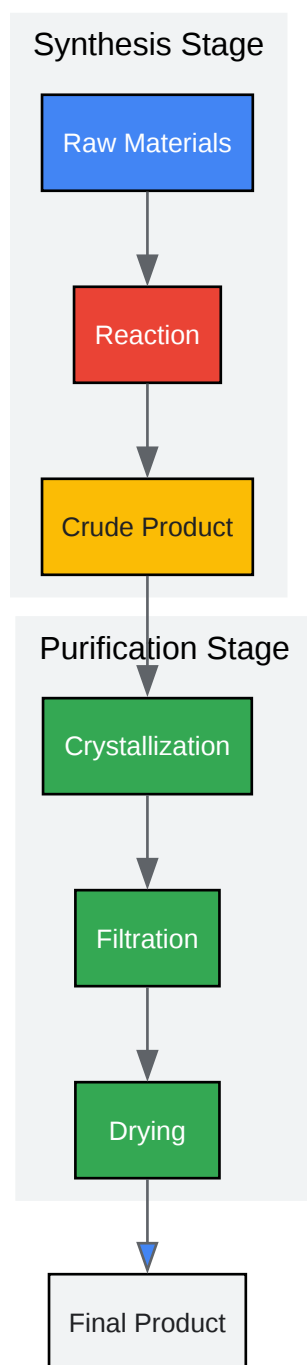 Synthesis Stage
Raw Materials
Reaction
Crude Product
Purification Stage
Crystallization
Filtration
Drying
Final Product